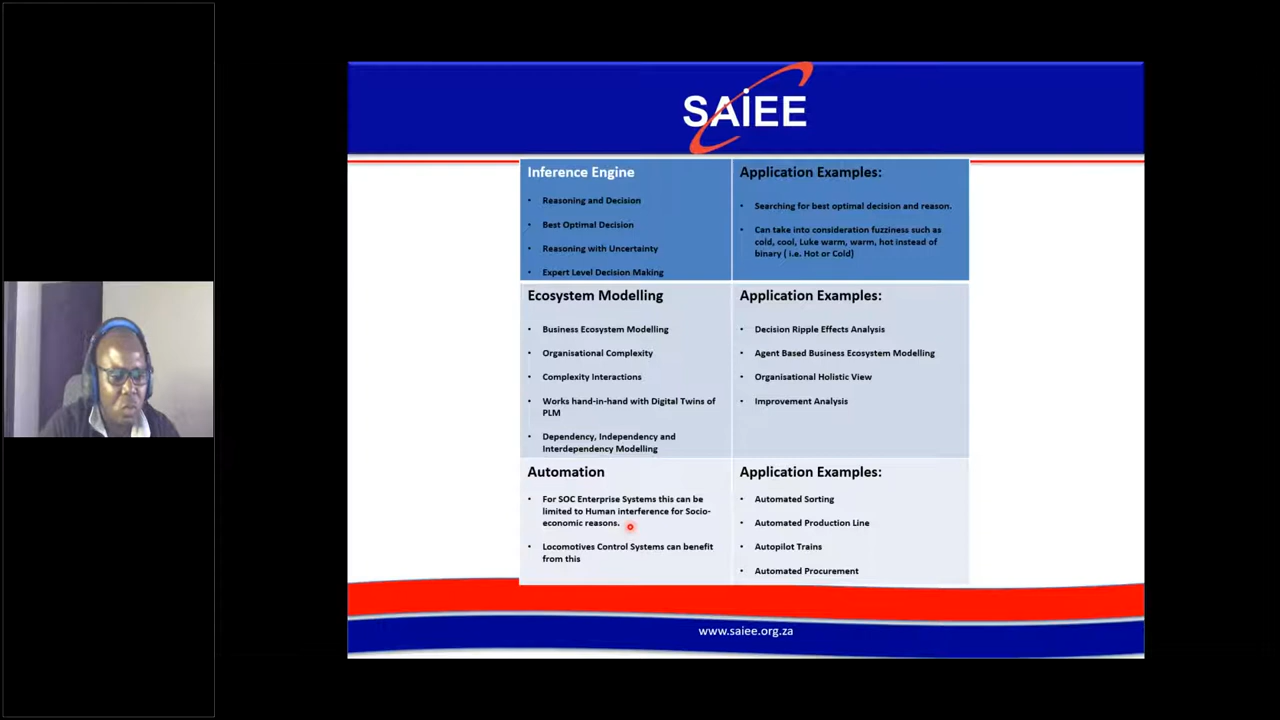 SAiEE
Inference Engine
• Reasoning and Decision
• Best Optimal Decision
• Reasoning with Uncertainty
• Expert Level Decision Making
Application Examples:
• Searching for best optimal decision and reason.
• Can take into consideration fuzziness such as
cold, cool, Luke warm, warm, hot instead of
binary ( i.e. Hot or Cold)
Ecosystem Modelling
• Business Ecosystem Modelling
• Organisational Complexity
• Complexity Interactions
• Works hand-in-hand with Digital Twins of
PLM
• Dependency, Independency and
Interdependency Modelling
Application Examples:
• Decision Ripple Effects Analysis
• Agent Based Business Ecosystem Modelling
• Organisational Holistic View
• Improvement Analysis
Automation
• For SOC Enterprise Systems this can be
limited to Human interference for Socio-
economic reasons.
• Locomotives Control Systems can benefit
from this
Application Examples:
• Automated Sorting
• Automated Production Line
• Autopilot Trains
• Automated Procurement
www.saiee.org.za